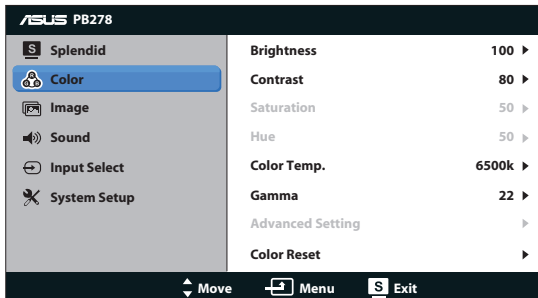 ASUS PB278
S Splendid
Color
Image
Sound
Input Select
System Setup
Brightness 100
Contrast 80
Saturation 50
Hue 50
Color Temp. 6500k
Gamma 22
Advanced Setting
Color Reset
Move Menu S Exit